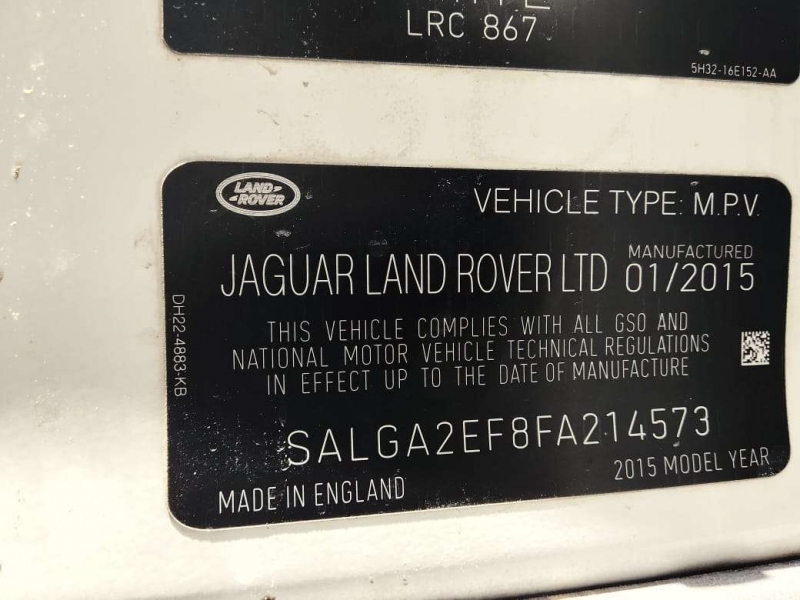 LRC 867
5H32-16E152-AA
LAND
ROVER
VEHICLE TYPE: M.P.V.
JAGUAR LAND ROVER LTD
MANUFACTURED
01/2015
THIS VEHICLE COMPLIES WITH ALL GSO AND
NATIONAL MOTOR VEHICLE TECHNICAL REGULATIONS
IN EFFECT UP TO THE DATE OF MANUFACTURE
DH22-4883-KB
SALGA2EF8FA214573
2015 MODEL YEAR
MADE IN ENGLAND